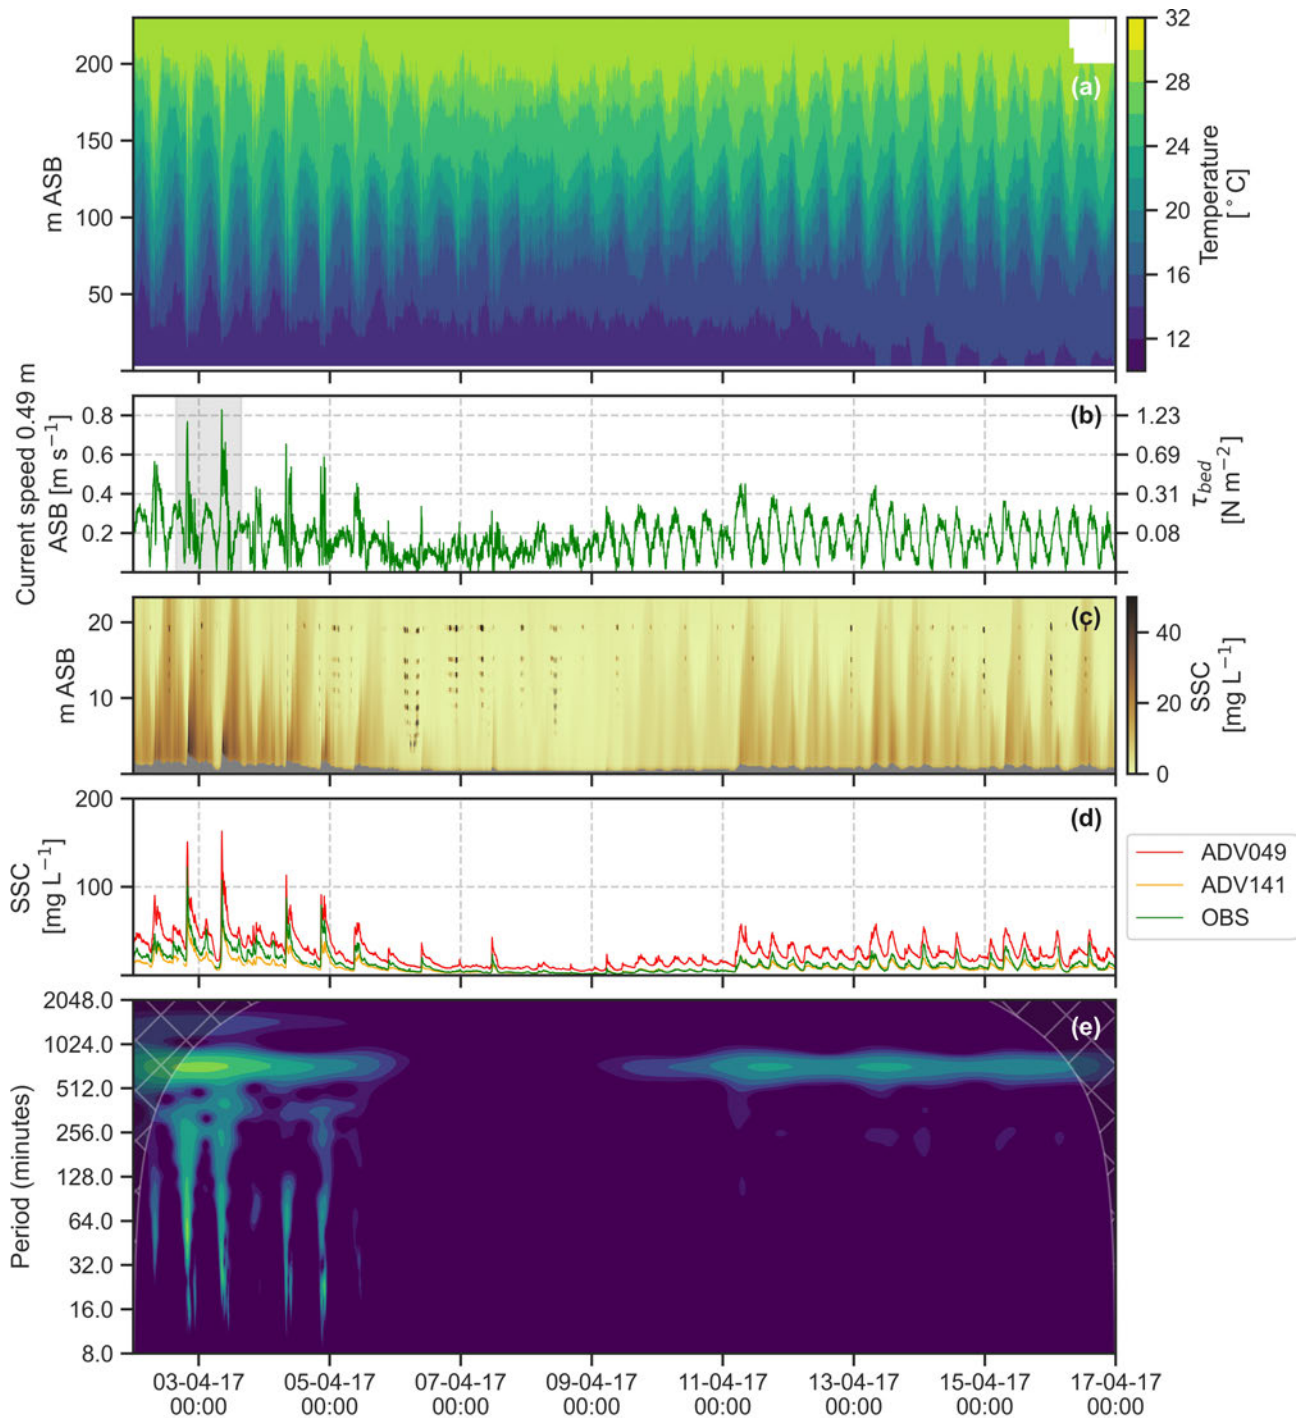 32
200
(a)
28
150
24
m ASB
100
20
Temperature
[°C]
50
16
12
Current speed 0.49 m
ASB [m s⁻¹]
0.8
(b)
1.23
0.6
0.69
0.4
0.31
0.2
0.08
τbed
[N m⁻²]
20
(c)
40
m ASB
10
20
SSC
[mg L⁻¹]
0
200
(d)
SSC
[mg L⁻¹]
100
ADV049
ADV141
OBS
2048.0
(e)
1024.0
512.0
256.0
Period (minutes)
128.0
64.0
32.0
16.0
8.0
03-04-17 05-04-17 07-04-17 09-04-17 11-04-17 13-04-17 15-04-17 17-04-17
00:00 00:00 00:00 00:00 00:00 00:00 00:00 00:00